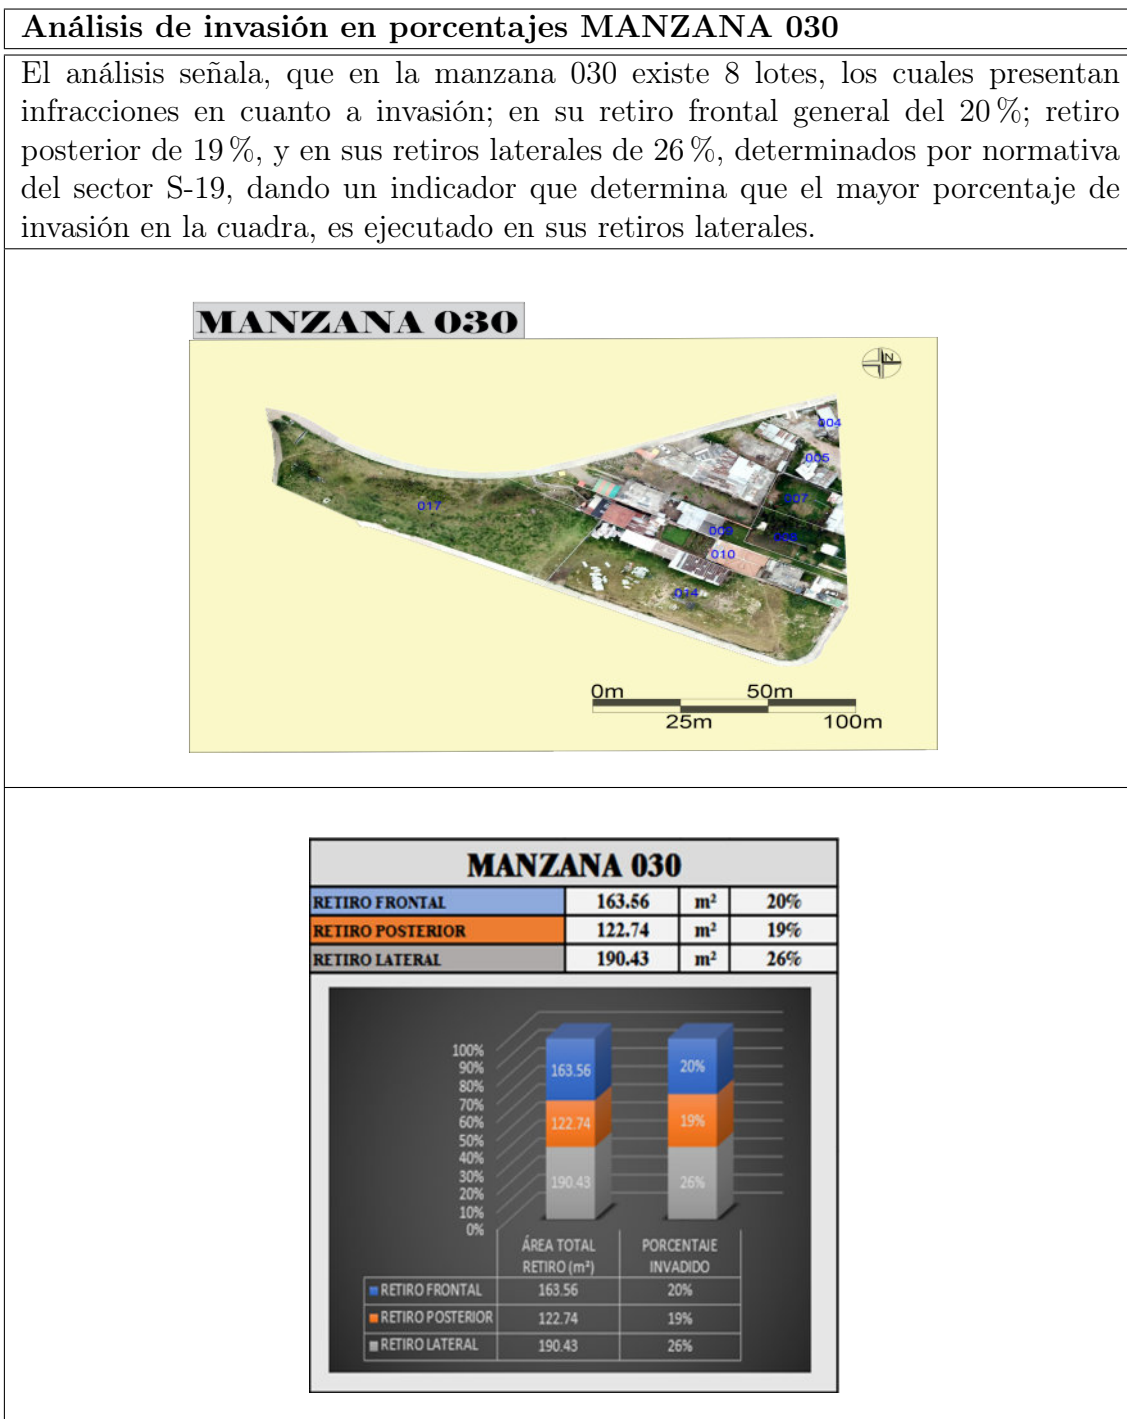 Análisis de invasión en porcentajes MANZANA 030
El análisis señala, que en la manzana 030 existe 8 lotes, los cuales presentan
infracciones en cuanto a invasión; en su retiro frontal general del 20 %; retiro
posterior de 19 %, y en sus retiros laterales de 26 %, determinados por normativa
del sector S-19, dando un indicador que determina que el mayor porcentaje de
invasión en la cuadra, es ejecutado en sus retiros laterales.
MANZANA 030
N
004
005
007
017
009
008
010
014
0m 50m
25m 100m
MANZANA 030
RETIRO FRONTAL 163.56 m² 20%
RETIRO POSTERIOR 122.74 m² 19%
RETIRO LATERAL 190.43 m² 26%
100%
90%
80%
70%
60%
50%
40%
30%
20%
10%
0%
163.56 20%
122.74 19%
190.43 26%
ÁREA TOTAL PORCENTAJE
RETIRO (m²) INVADIDO
RETIRO FRONTAL 163.56 20%
RETIRO POSTERIOR 122.74 19%
RETIRO LATERAL 190.43 26%